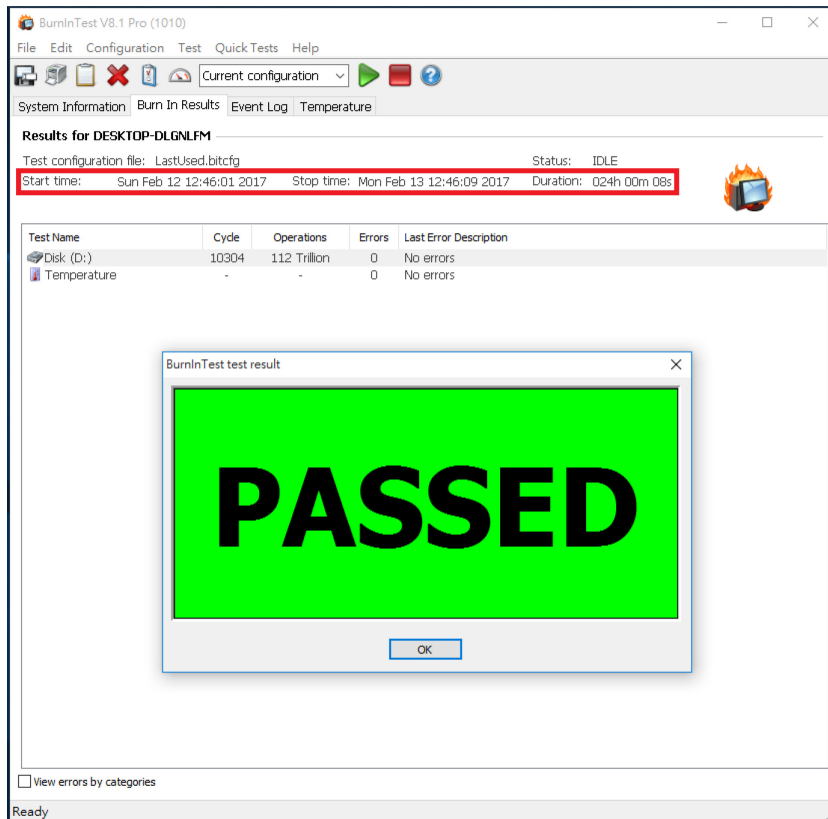 BurnInTest V8.1 Pro (1010)
File Edit Configuration Test Quick Tests Help
Current configuration
System Information Burn In Results Event Log Temperature
Results for DESKTOP-DLGNLFM
Test configuration file: LastUsed.bitcfg Status: IDLE
Start time: Sun Feb 12 12:46:01 2017 Stop time: Mon Feb 13 12:46:09 2017 Duration: 024h 00m 08s
Test Name Cycle Operations Errors Last Error Description
Disk (D:) 10304 112 Trillion 0 No errors
Temperature - - 0 No errors
BurnInTest test result
PASSED
OK
View errors by categories
Ready